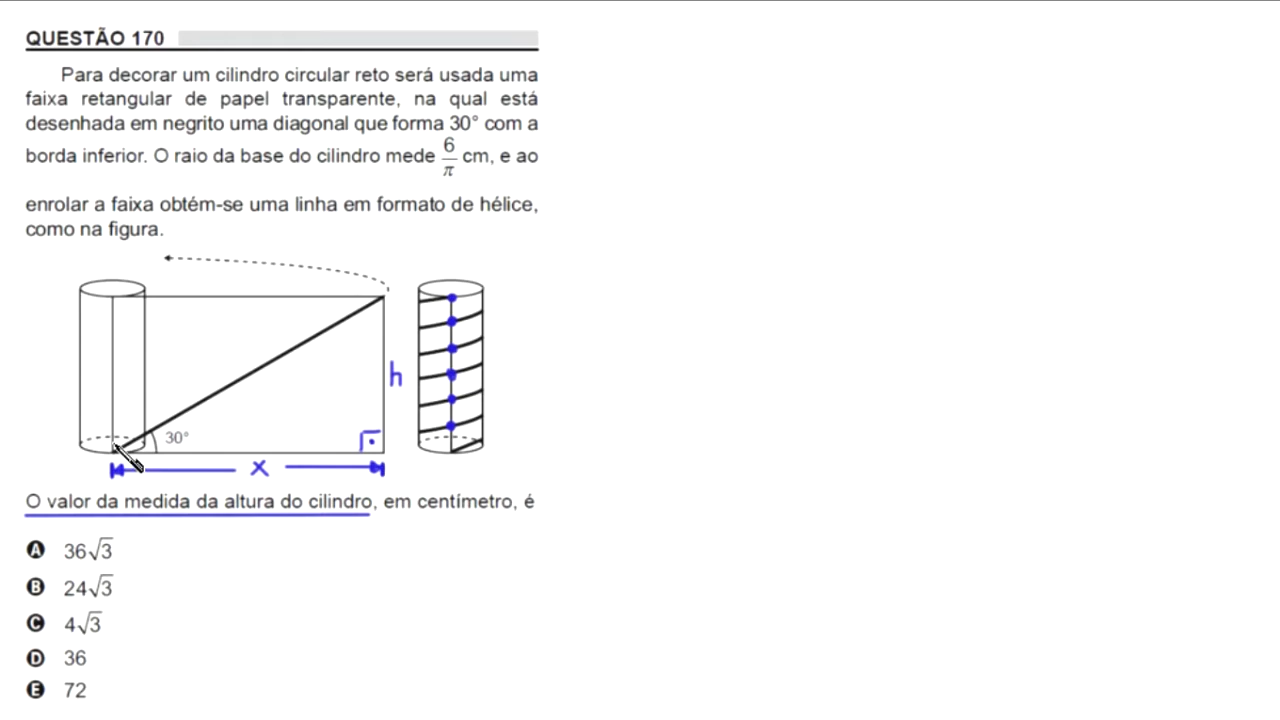 QUESTÃO 170
Para decorar um cilindro circular reto será usada uma
faixa retangular de papel transparente, na qual está
desenhada em negrito uma diagonal que forma 30° com a
borda inferior. O raio da base do cilindro mede 6/π cm, e ao
enrolar a faixa obtém-se uma linha em formato de hélice,
como na figura.
h
30°
x
O valor da medida da altura do cilindro, em centímetro, é
A 36√3
B 24√3
C 4√3
D 36
E 72